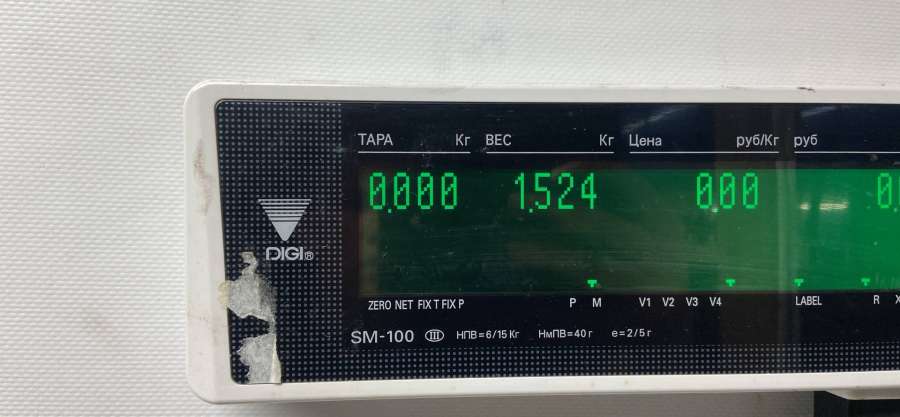 ТАРА Кг ВЕС Кг Цена руб/Кг руб
0.000 1.524 0.00
DIGI®
ZERO NET FIX T FIX P P M V1 V2 V3 V4 LABEL R
SM-100 III НПВ=6/15 Кг НмПВ=40 г e=2/5 г